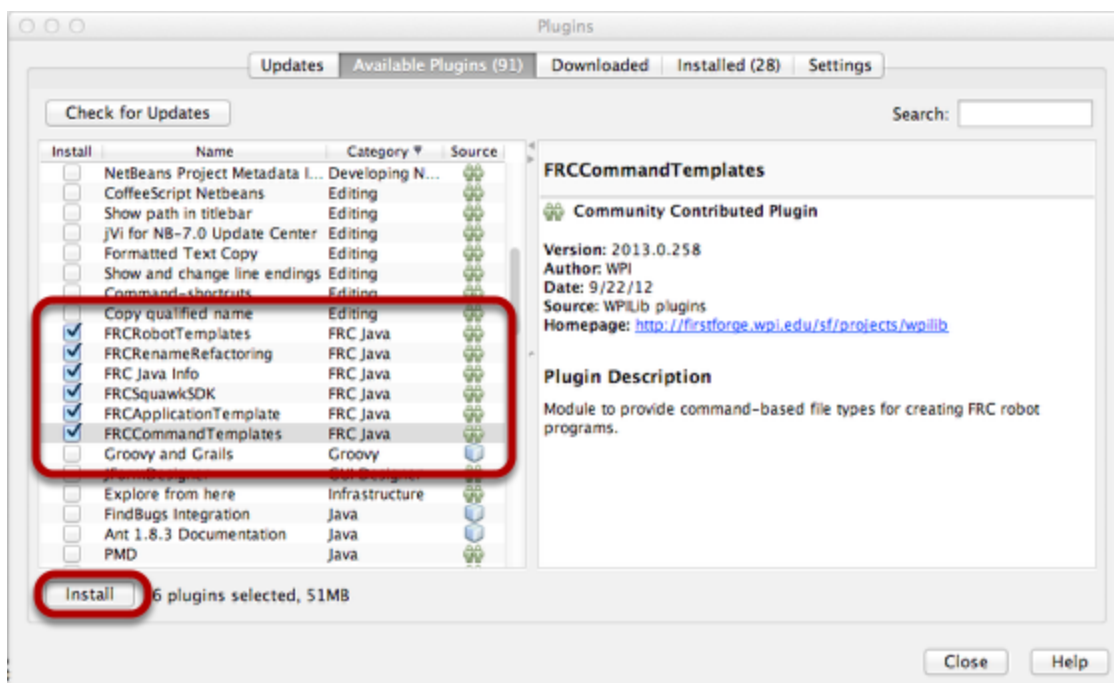 Plugins
Updates Available Plugins (91) Downloaded Installed (28) Settings
Check for Updates Search:
Install Name Category Source
NetBeans Project Metadata I... Developing N...
CoffeeScript Netbeans Editing
Show path in titlebar Editing
jVi for NB-7.0 Update Center Editing
Formatted Text Copy Editing
Show and change line endings Editing
Command-shortcuts Editing
Copy qualified name Editing
FRCRobotTemplates FRC Java
FRCRenameRefactoring FRC Java
FRC Java Info FRC Java
FRCSquawkSDK FRC Java
FRCApplicationTemplate FRC Java
FRCCommandTemplates FRC Java
Groovy and Grails Groovy
JFormDesigner GUI Designer
Explore from here Infrastructure
FindBugs Integration Java
Ant 1.8.3 Documentation Java
PMD Java
FRCCommandTemplates
Community Contributed Plugin
Version: 2013.0.258
Author: WPI
Date: 9/22/12
Source: WPILib plugins
Homepage: http://firstforge.wpi.edu/sf/projects/wpilib
Plugin Description
Module to provide command-based file types for creating FRC robot
programs.
Install 6 plugins selected, 51MB
Close Help